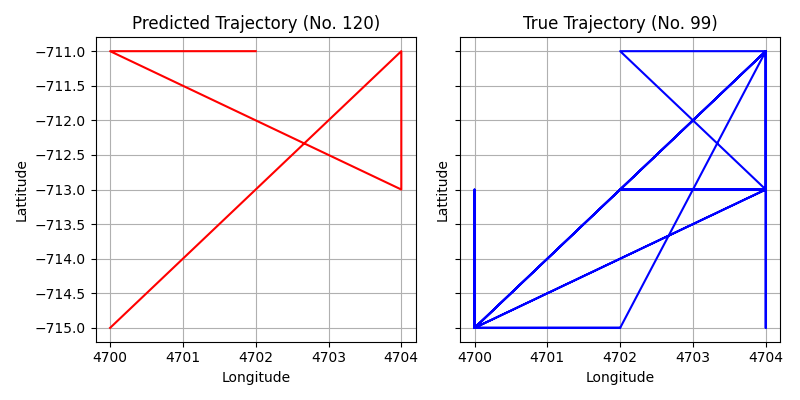 Predicted Trajectory (No. 120)
True Trajectory (No. 99)
−711.0
−711.5
−712.0
−712.5
−713.0
−713.5
−714.0
−714.5
−715.0
Lattitude
Lattitude
4700 4701 4702 4703 4704
4700 4701 4702 4703 4704
Longitude
Longitude